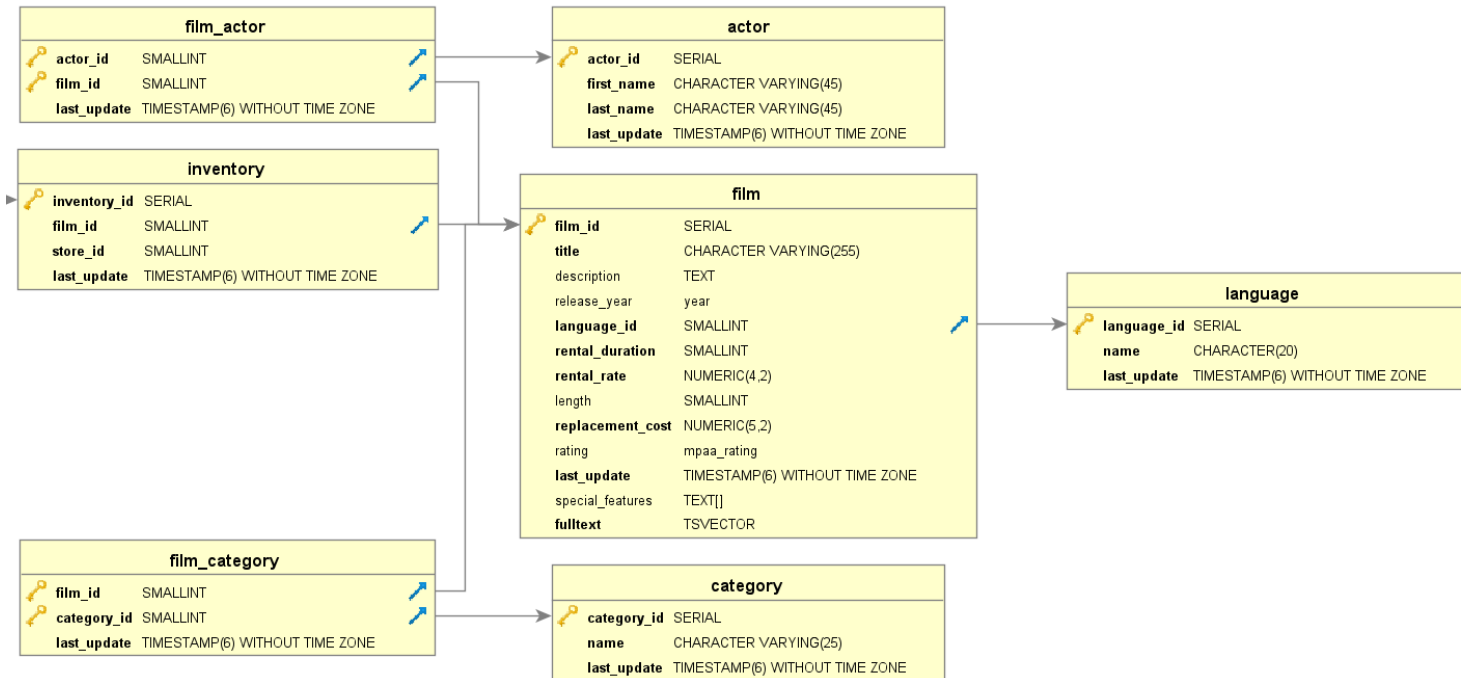 film_actor
actor_id SMALLINT
film_id SMALLINT
last_update TIMESTAMP(6) WITHOUT TIME ZONE
actor
actor_id SERIAL
first_name CHARACTER VARYING(45)
last_name CHARACTER VARYING(45)
last_update TIMESTAMP(6) WITHOUT TIME ZONE
inventory
inventory_id SERIAL
film_id SMALLINT
store_id SMALLINT
last_update TIMESTAMP(6) WITHOUT TIME ZONE
film
film_id SERIAL
title CHARACTER VARYING(255)
description TEXT
release_year year
language_id SMALLINT
rental_duration SMALLINT
rental_rate NUMERIC(4,2)
length SMALLINT
replacement_cost NUMERIC(5,2)
rating mpaa_rating
last_update TIMESTAMP(6) WITHOUT TIME ZONE
special_features TEXT[]
fulltext TSVECTOR
language
language_id SERIAL
name CHARACTER(20)
last_update TIMESTAMP(6) WITHOUT TIME ZONE
film_category
film_id SMALLINT
category_id SMALLINT
last_update TIMESTAMP(6) WITHOUT TIME ZONE
category
category_id SERIAL
name CHARACTER VARYING(25)
last_update TIMESTAMP(6) WITHOUT TIME ZONE